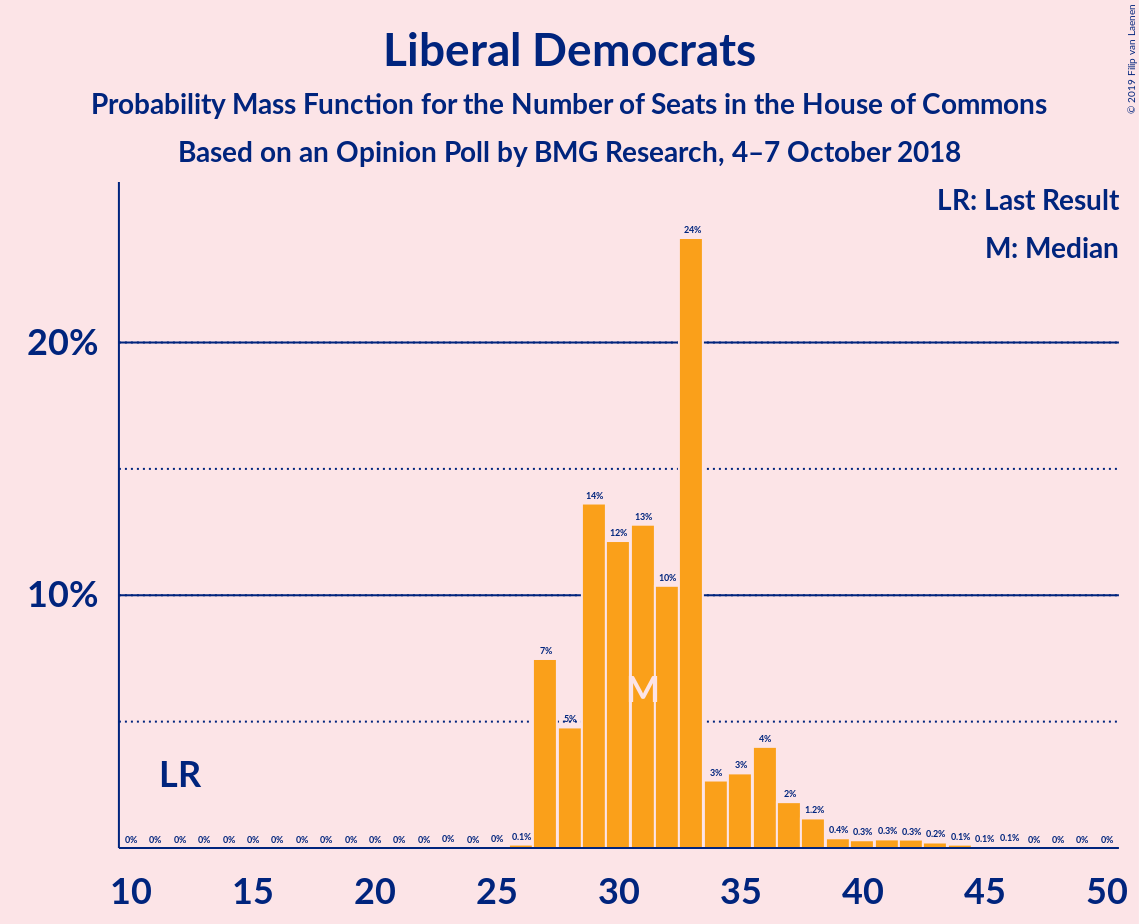 Liberal Democrats
Probability Mass Function for the Number of Seats in the House of Commons
Based on an Opinion Poll by BMG Research, 4–7 October 2018
© 2019 Filip van Laenen
LR: Last Result
M: Median
24%
20%
14%
13%
12%
10%
10%
7%
M
5%
4%
LR
3%
3%
2%
1.2%
0% 0% 0% 0% 0% 0% 0% 0% 0% 0% 0% 0% 0% 0% 0% 0% 0.1% 0.4% 0.3% 0.3% 0.3% 0.2% 0.1% 0.1% 0.1% 0% 0% 0% 0%
10 15 20 25 30 35 40 45 50